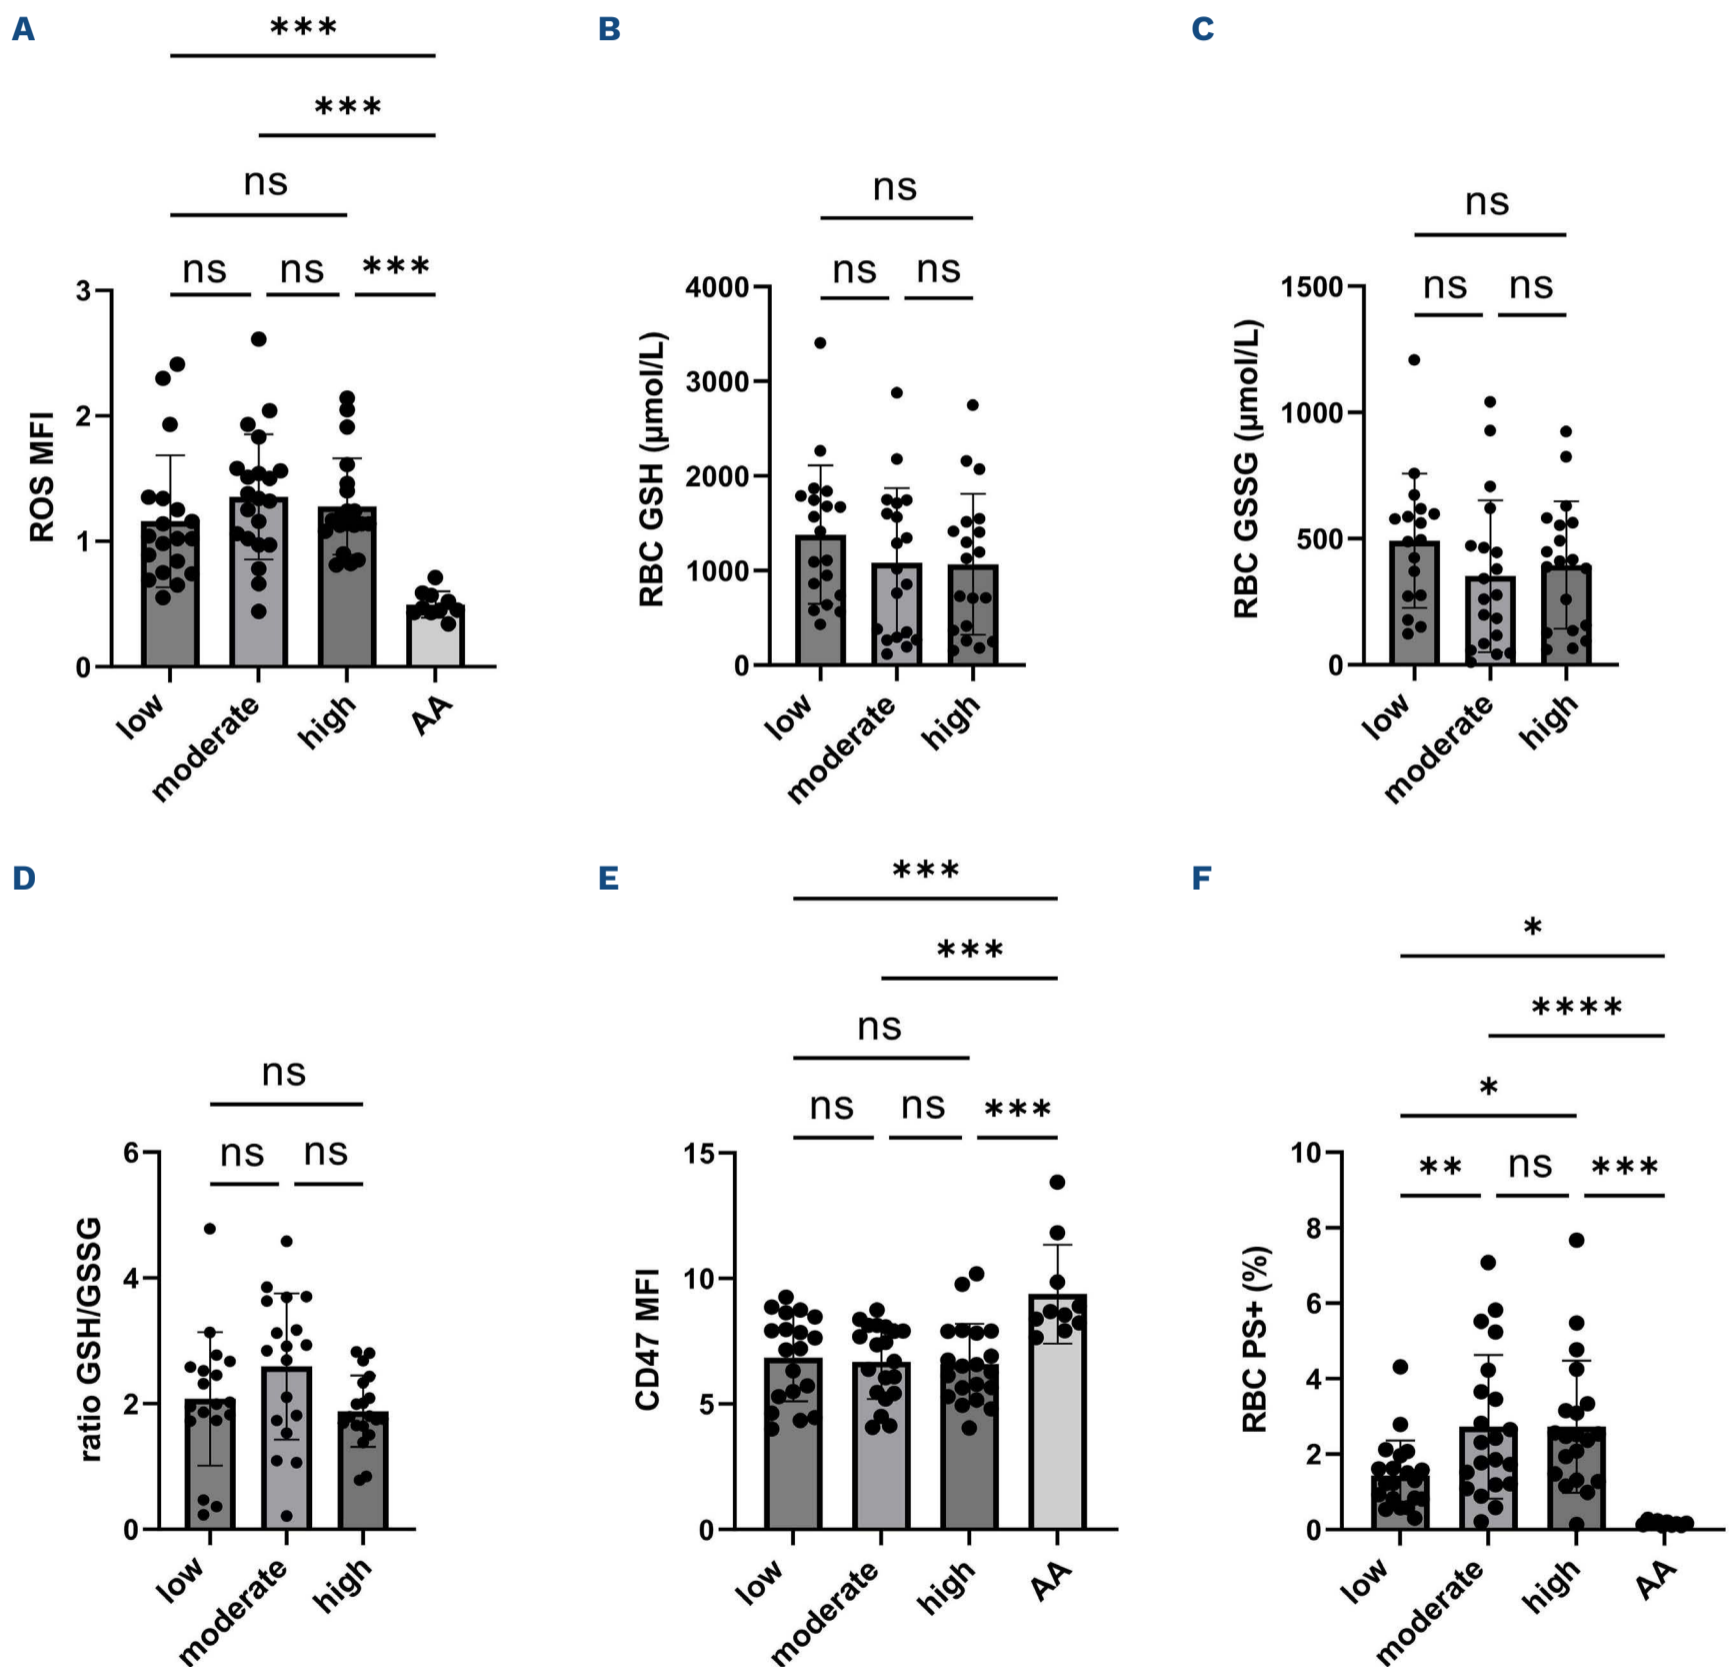 A
***
***
ns
ns ns ***
3
2
1
0
ROS MFI
low
moderate
high
AA
B
ns
ns ns
4000
3000
2000
1000
0
RBC GSH (µmol/L)
low
moderate
high
C
ns
ns ns
1500
1000
500
0
RBC GSSG (µmol/L)
low
moderate
high
D
ns
ns ns
6
4
2
0
ratio GSH/GSSG
low
moderate
high
E
***
***
ns
ns ns ***
15
10
5
0
CD47 MFI
low
moderate
high
AA
F
*
****
*
** ns ***
10
8
6
4
2
0
RBC PS+ (%)
low
moderate
high
AA